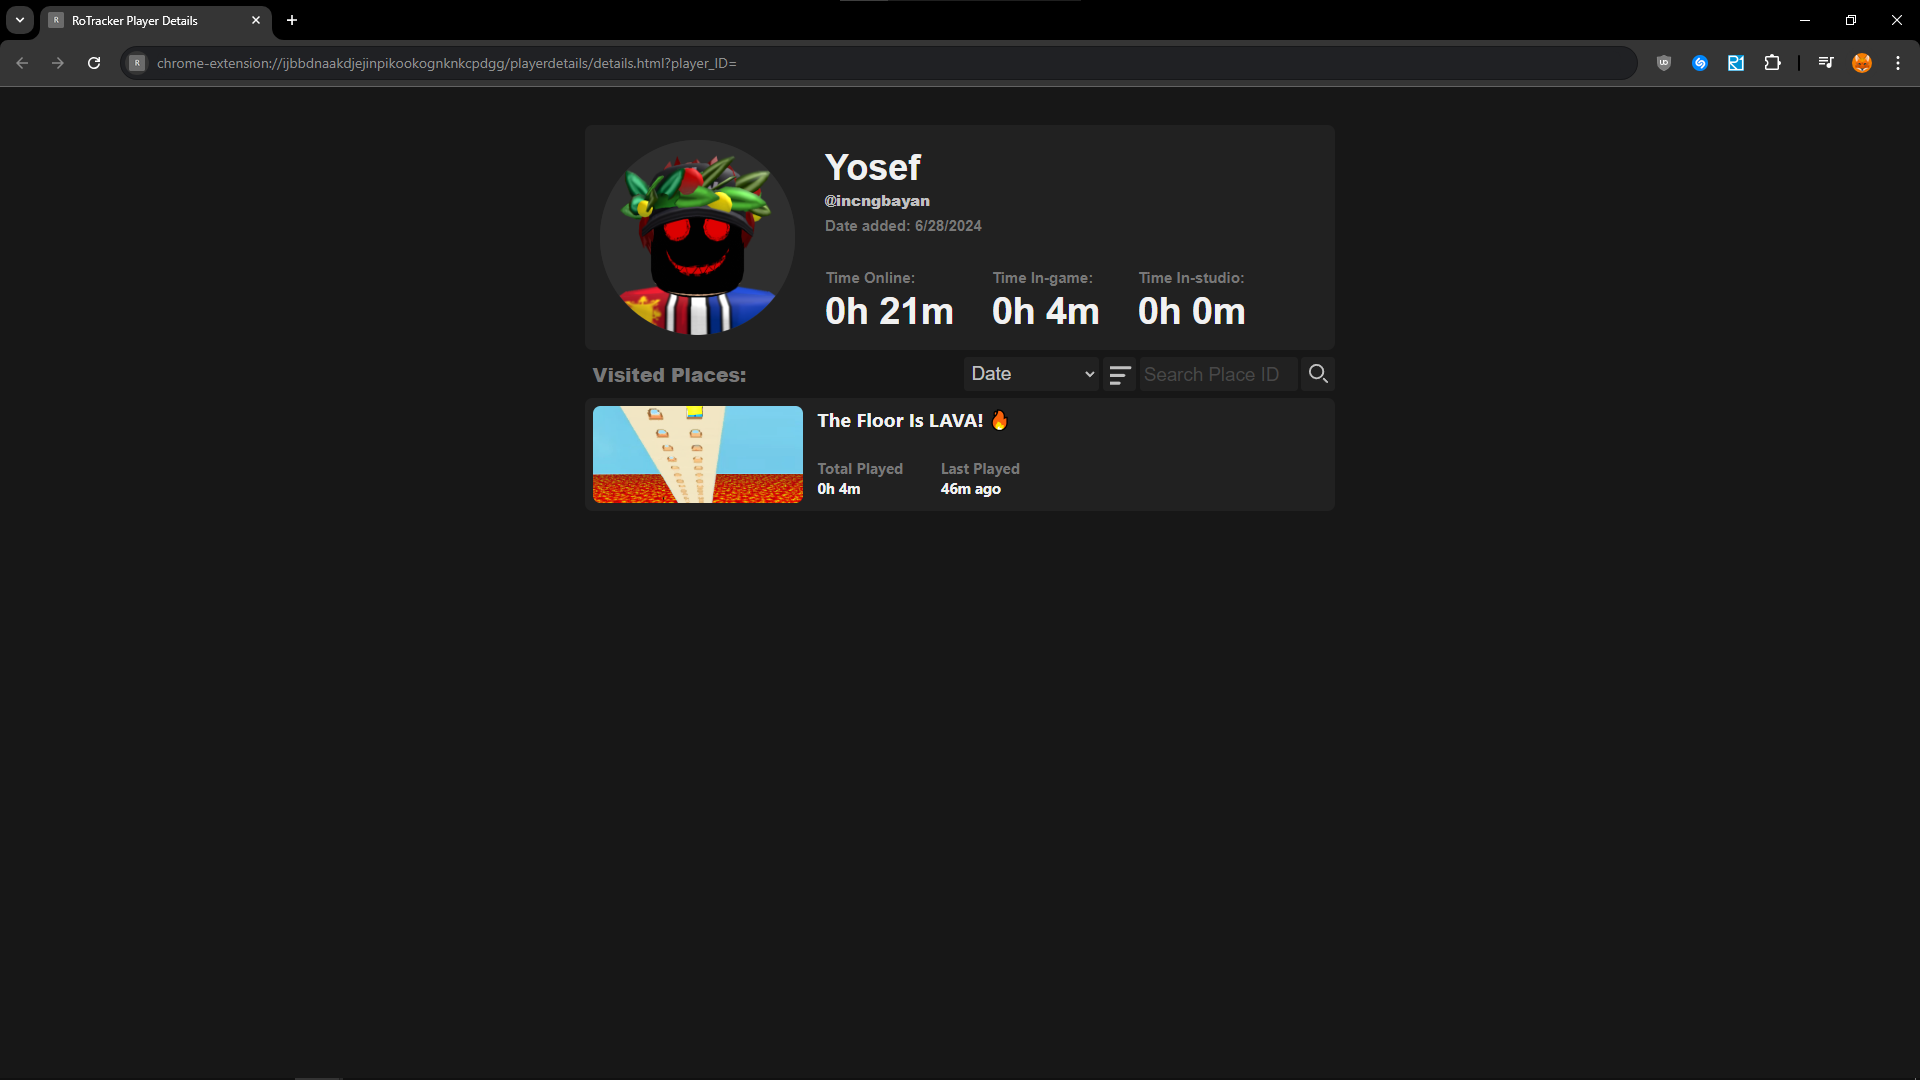 RoTracker Player Details
chrome-extension://ijbbdnaakdjejinpikookognknkcpdgg/playerdetails/details.html?player_ID=
Yosef
@incngbayan
Date added: 6/28/2024
Time Online: Time In-game: Time In-studio:
0h 21m 0h 4m 0h 0m
Visited Places: Date Search Place ID
The Floor Is LAVA! 🔥
Total Played Last Played
0h 4m 46m ago